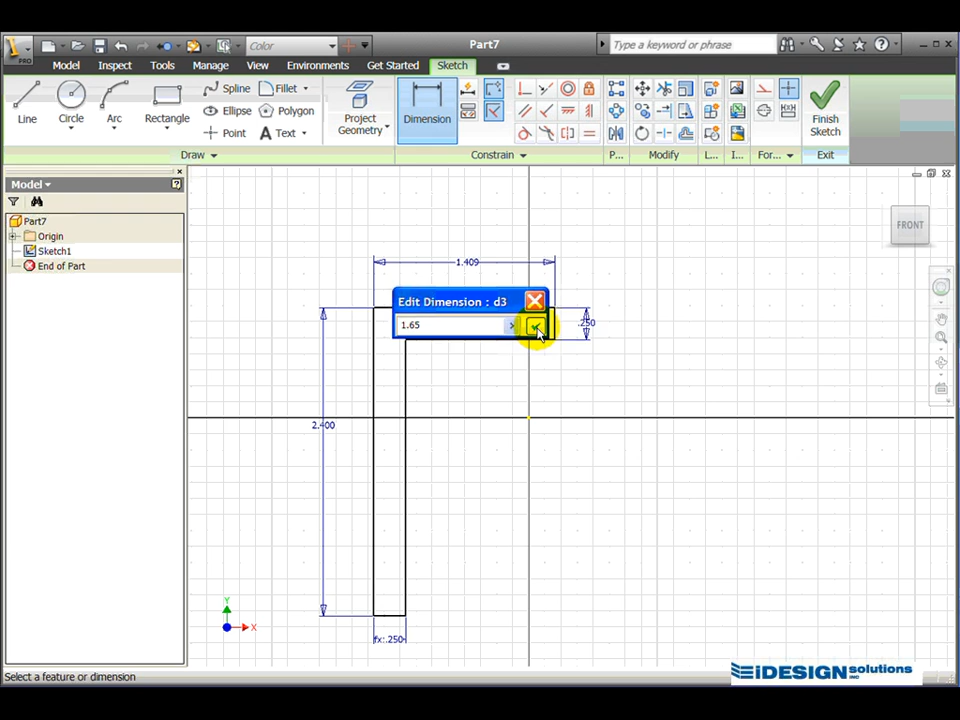 PRO
Color
Part7
Type a keyword or phrase
Model Inspect Tools Manage View Environments Get Started Sketch
Line
Circle
Arc
Rectangle
Spline
Fillet
Ellipse
Polygon
Point
Text
Project
Geometry
Dimension
Finish
Sketch
Draw
Constrain
P...
Modify
L...
I...
For...
Exit
Model
Part7
Origin
Sketch1
End of Part
FRONT
1.409
Edit Dimension : d3
1.65
.250
2.400
Y
X
fx:.250
Select a feature or dimension
iDESIGN solutions INC